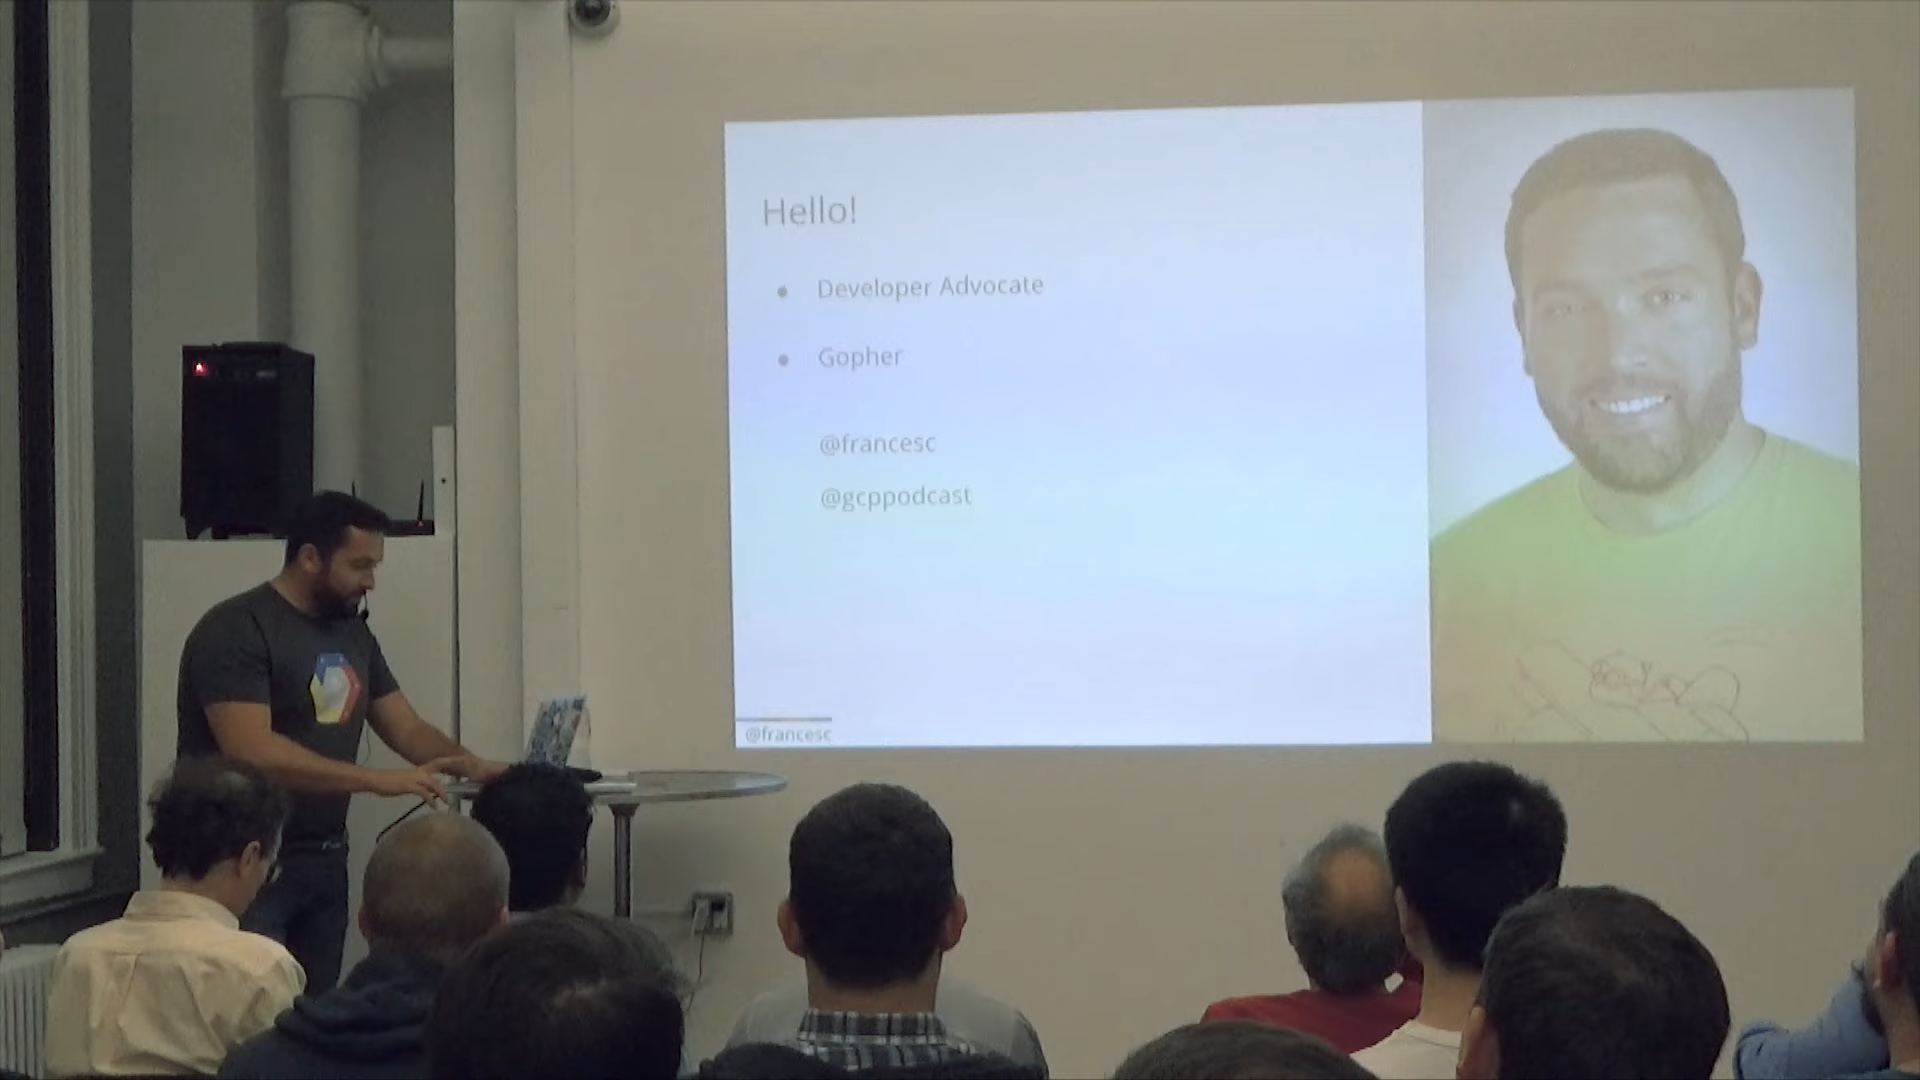 Hello!
Developer Advocate
Gopher
@francesc
@gcppodcast
@francesc